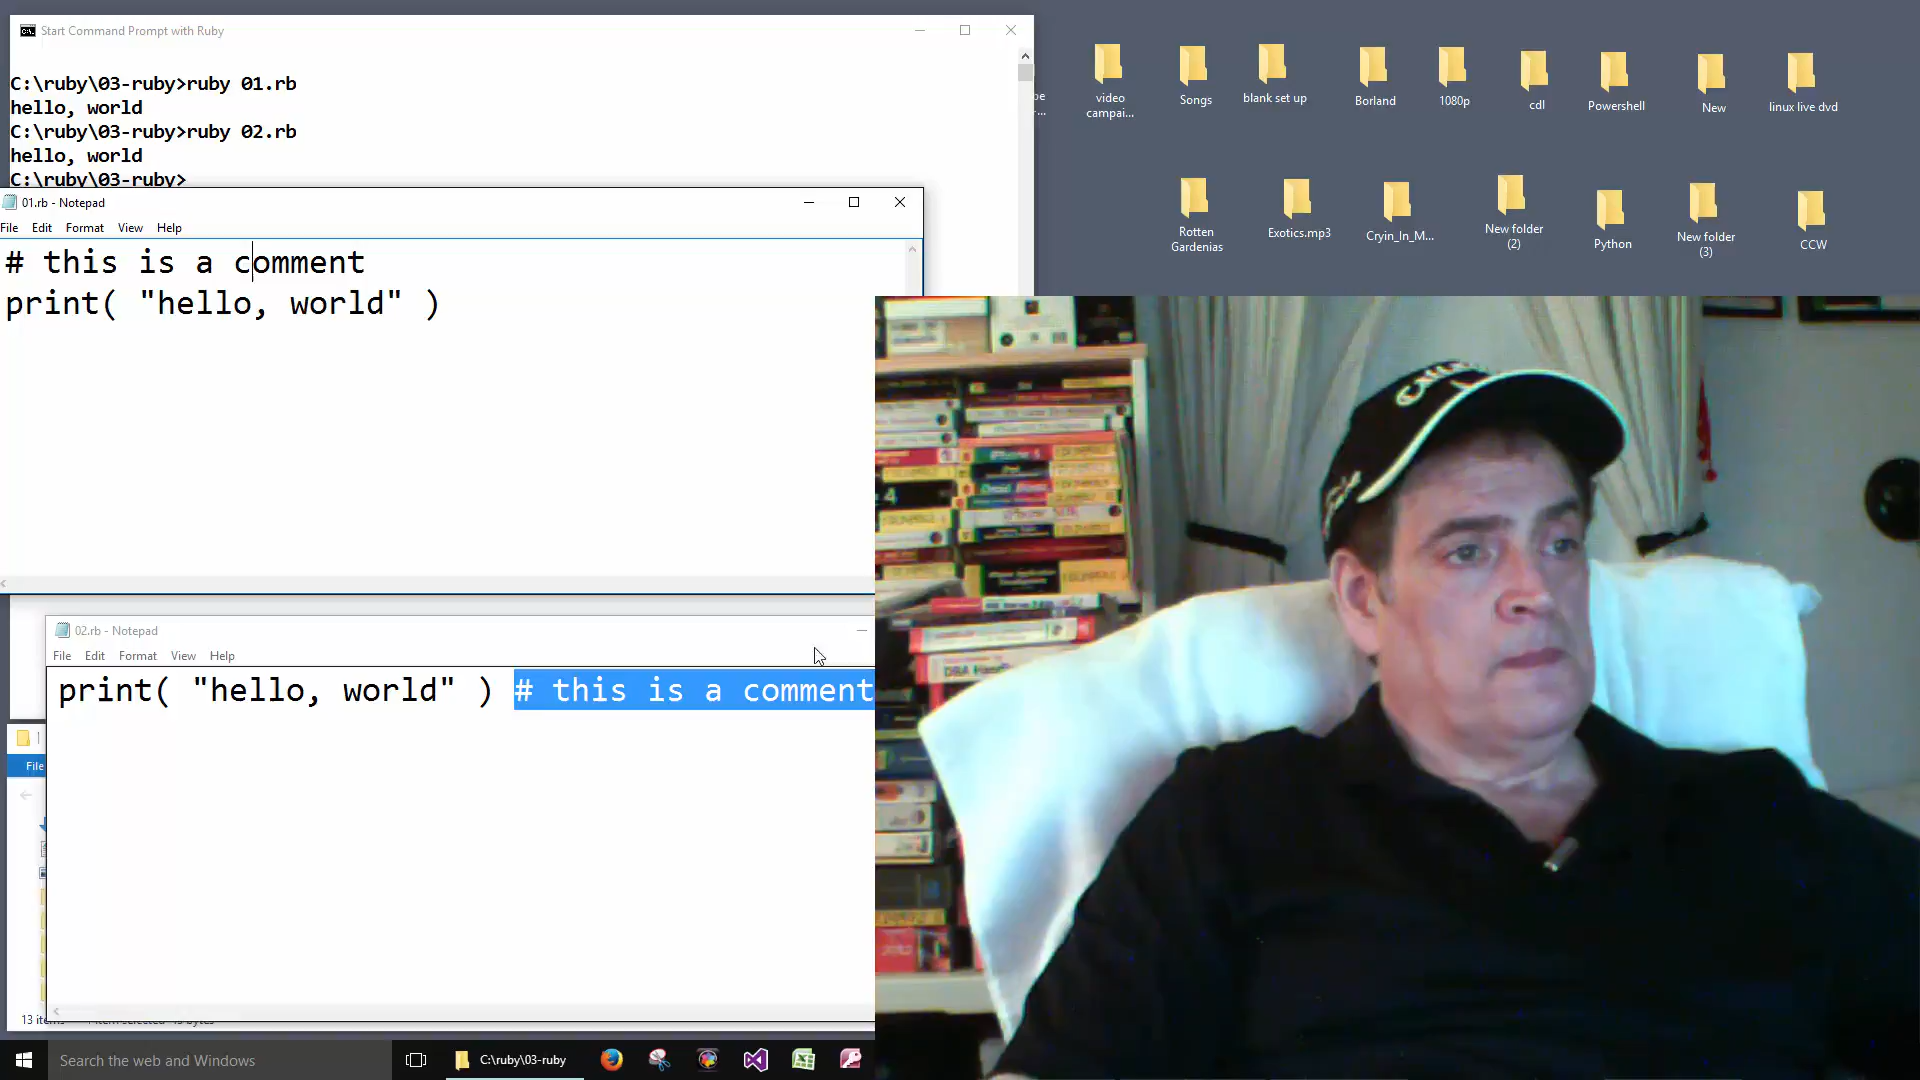 Start Command Prompt with Ruby
C:\ruby\03-ruby>ruby 01.rb
hello, world
C:\ruby\03-ruby>ruby 02.rb
hello, world
C:\ruby\03-ruby>
01.rb - Notepad
File Edit Format View Help
# this is a comment
print( "hello, world" )
02.rb - Notepad
File Edit Format View Help
print( "hello, world" ) # this is a comment
File
13 items
video
campai...
Songs
blank set up
Borland
1080p
cdl
Powershell
New
linux live dvd
Rotten
Gardenias
Exotics.mp3
Cryin_In_M...
New folder
(2)
Python
New folder
(3)
CCW
Search the web and Windows
C:\ruby\03-ruby